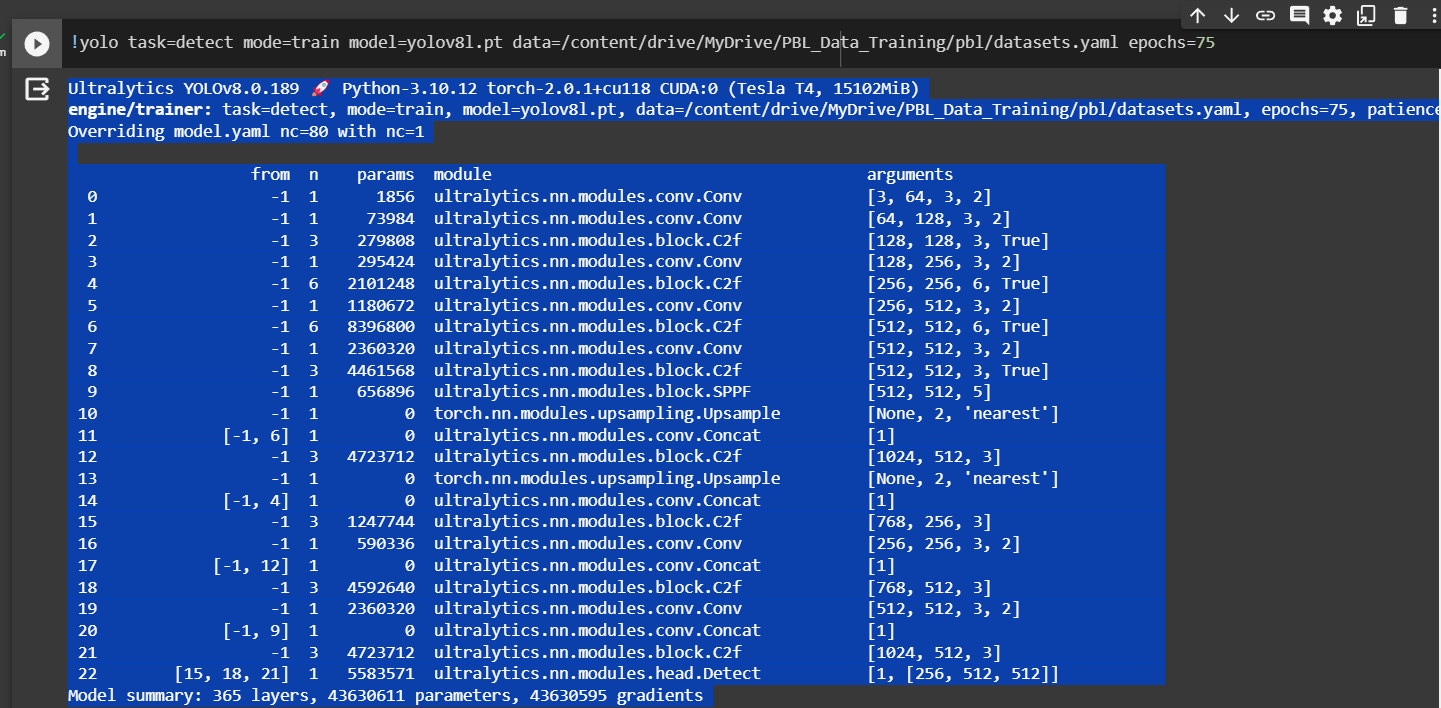 !yolo task=detect mode=train model=yolov8l.pt data=/content/drive/MyDrive/PBL_Data_Training/pbl/datasets.yaml epochs=75
Ultralytics YOLOv8.0.189 🚀 Python-3.10.12 torch-2.0.1+cu118 CUDA:0 (Tesla T4, 15102MiB)
engine/trainer: task=detect, mode=train, model=yolov8l.pt, data=/content/drive/MyDrive/PBL_Data_Training/pbl/datasets.yaml, epochs=75, patience
Overriding model.yaml nc=80 with nc=1
from n params module arguments
0 -1 1 1856 ultralytics.nn.modules.conv.Conv [3, 64, 3, 2]
1 -1 1 73984 ultralytics.nn.modules.conv.Conv [64, 128, 3, 2]
2 -1 3 279808 ultralytics.nn.modules.block.C2f [128, 128, 3, True]
3 -1 1 295424 ultralytics.nn.modules.conv.Conv [128, 256, 3, 2]
4 -1 6 2101248 ultralytics.nn.modules.block.C2f [256, 256, 6, True]
5 -1 1 1180672 ultralytics.nn.modules.conv.Conv [256, 512, 3, 2]
6 -1 6 8396800 ultralytics.nn.modules.block.C2f [512, 512, 6, True]
7 -1 1 2360320 ultralytics.nn.modules.conv.Conv [512, 512, 3, 2]
8 -1 3 4461568 ultralytics.nn.modules.block.C2f [512, 512, 3, True]
9 -1 1 656896 ultralytics.nn.modules.block.SPPF [512, 512, 5]
10 -1 1 0 torch.nn.modules.upsampling.Upsample [None, 2, 'nearest']
11 [-1, 6] 1 0 ultralytics.nn.modules.conv.Concat [1]
12 -1 3 4723712 ultralytics.nn.modules.block.C2f [1024, 512, 3]
13 -1 1 0 torch.nn.modules.upsampling.Upsample [None, 2, 'nearest']
14 [-1, 4] 1 0 ultralytics.nn.modules.conv.Concat [1]
15 -1 3 1247744 ultralytics.nn.modules.block.C2f [768, 256, 3]
16 -1 1 590336 ultralytics.nn.modules.conv.Conv [256, 256, 3, 2]
17 [-1, 12] 1 0 ultralytics.nn.modules.conv.Concat [1]
18 -1 3 4592640 ultralytics.nn.modules.block.C2f [768, 512, 3]
19 -1 1 2360320 ultralytics.nn.modules.conv.Conv [512, 512, 3, 2]
20 [-1, 9] 1 0 ultralytics.nn.modules.conv.Concat [1]
21 -1 3 4723712 ultralytics.nn.modules.block.C2f [1024, 512, 3]
22 [15, 18, 21] 1 5583571 ultralytics.nn.modules.head.Detect [1, [256, 512, 512]]
Model summary: 365 layers, 43630611 parameters, 43630595 gradients